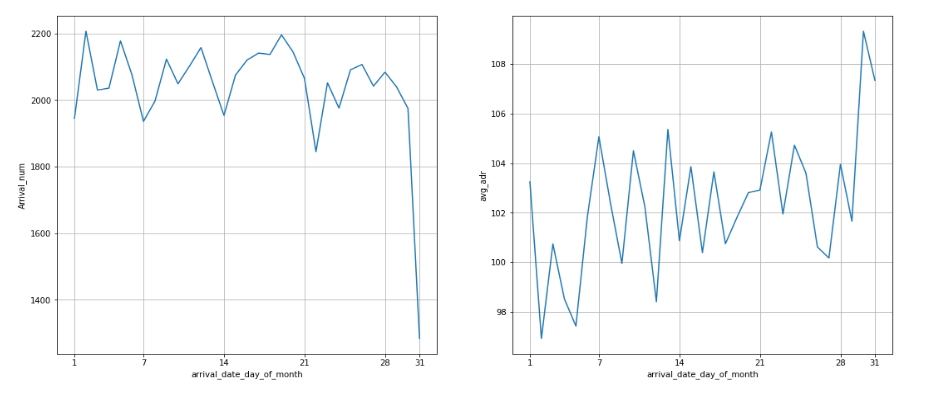 2200
2000
1800
1600
1400
Arrival_num
1 7 14 21 28 31
arrival_date_day_of_month
108
106
104
102
100
98
avg_adr
1 7 14 21 28 31
arrival_date_day_of_month